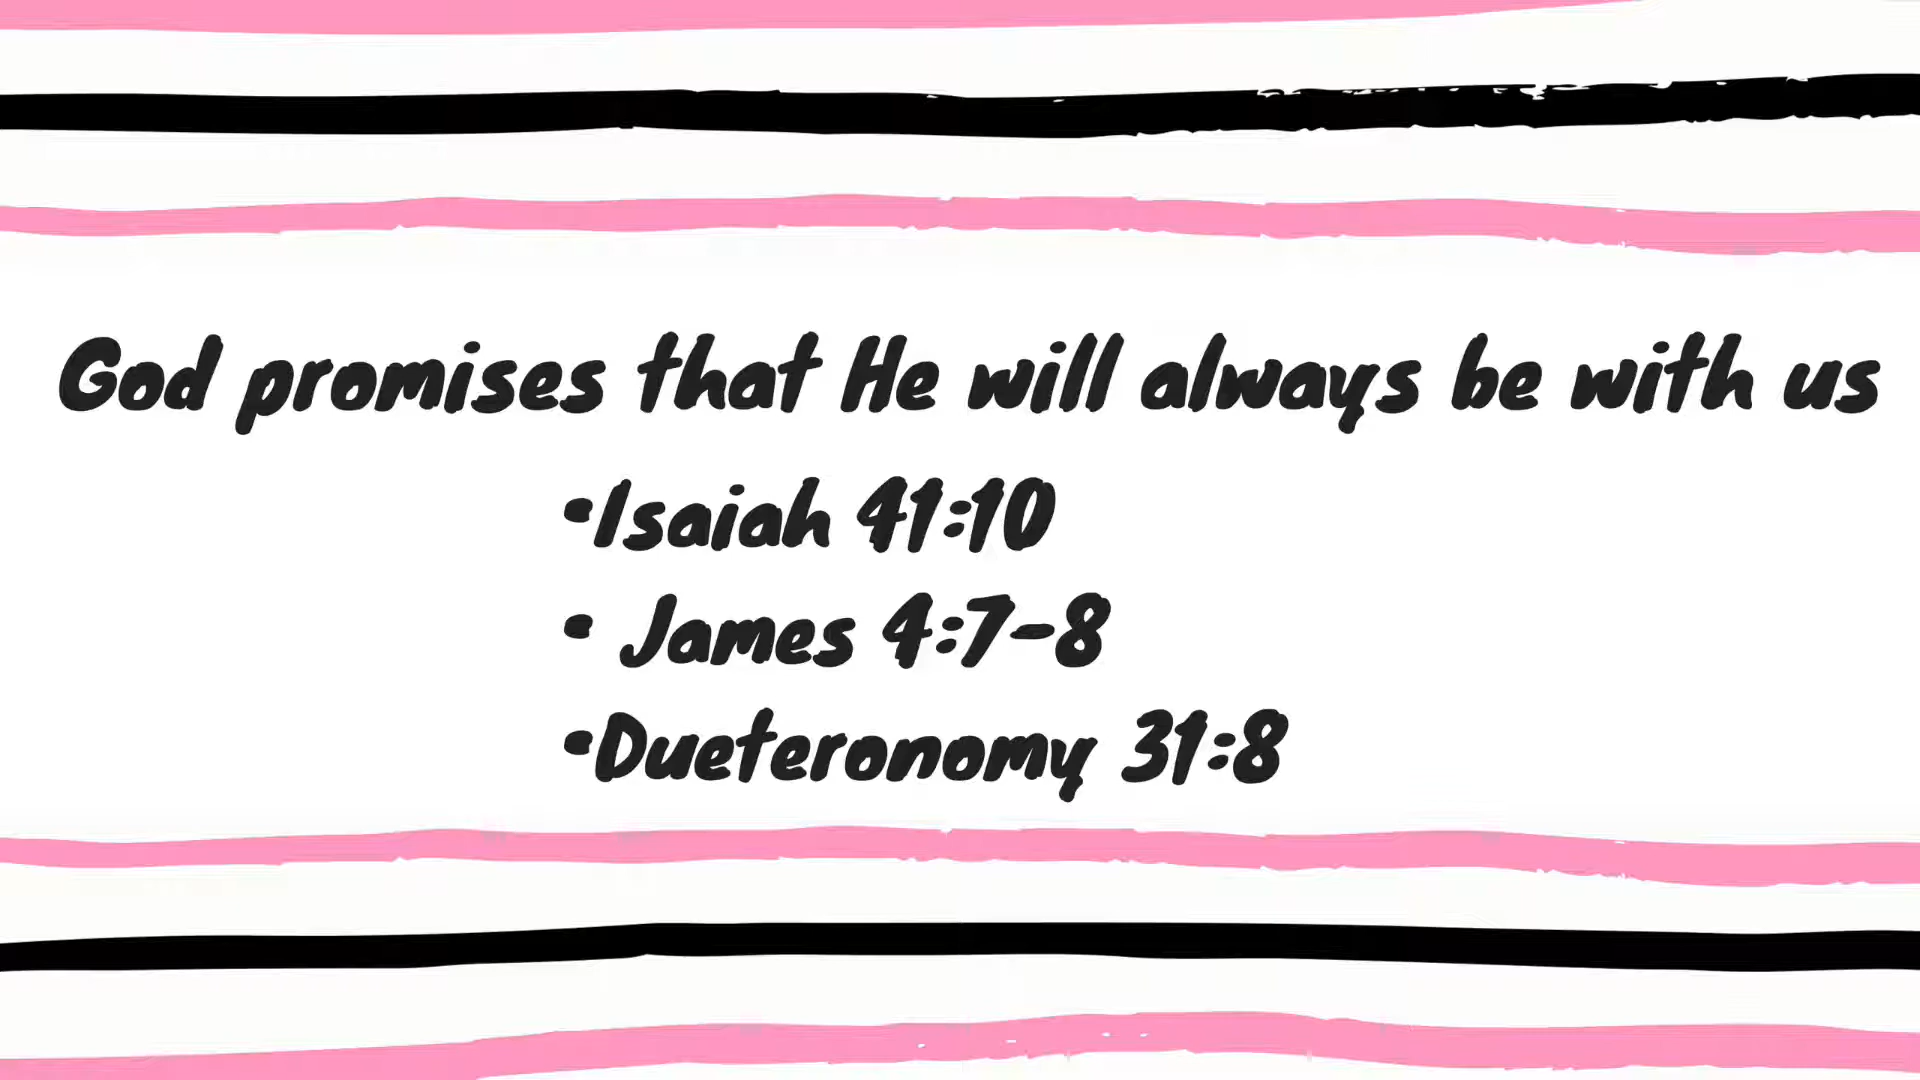 God promises that He will always be with us
•Isaiah 41:10
• James 4:7-8
•Dueteronomy 31:8